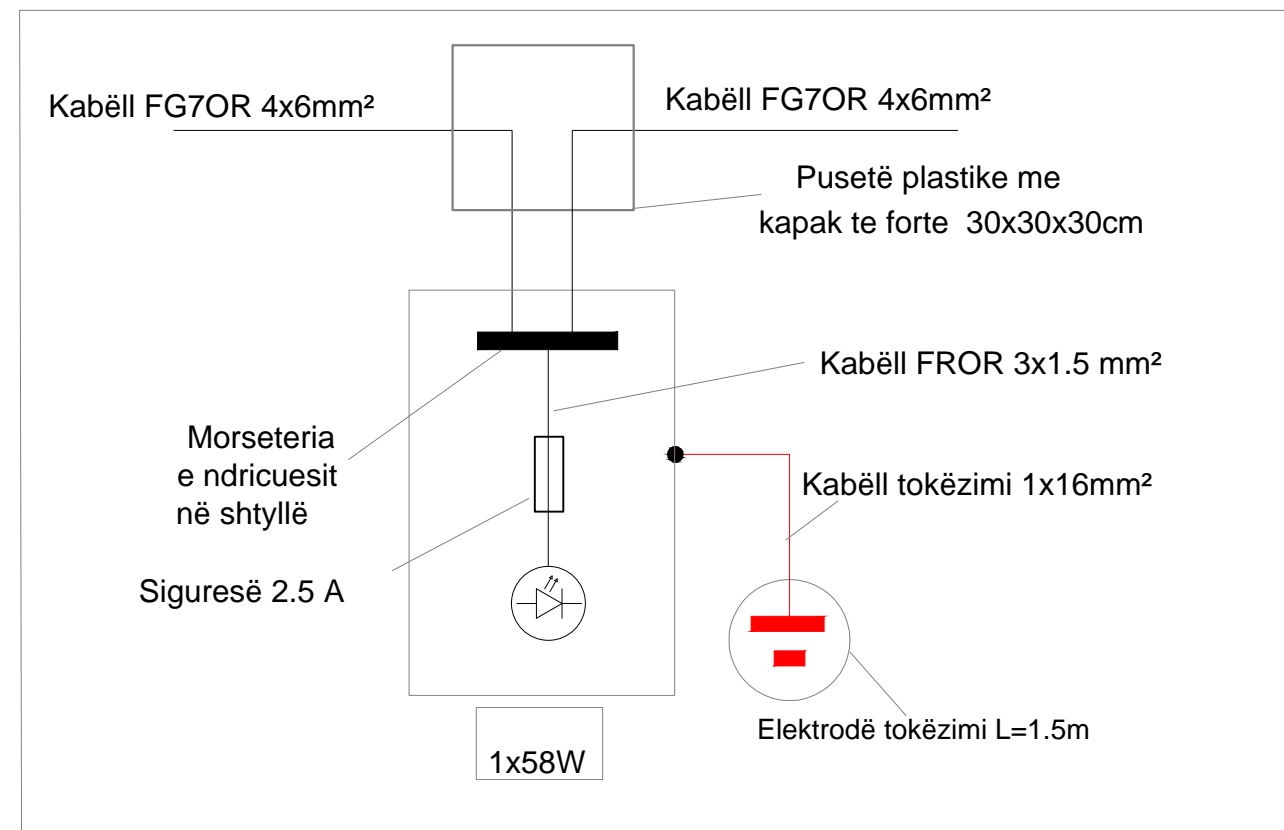 Kabëll FG7OR 4x6mm²
Kabëll FG7OR 4x6mm²
Pusetë plastike me
kapak te forte 30x30x30cm
Kabëll FROR 3x1.5 mm²
Morseteria
e ndricuesit
në shtyllë
Kabëll tokëzimi 1x16mm²
Siguresë 2.5 A
Elektrodë tokëzimi L=1.5m
1x58W